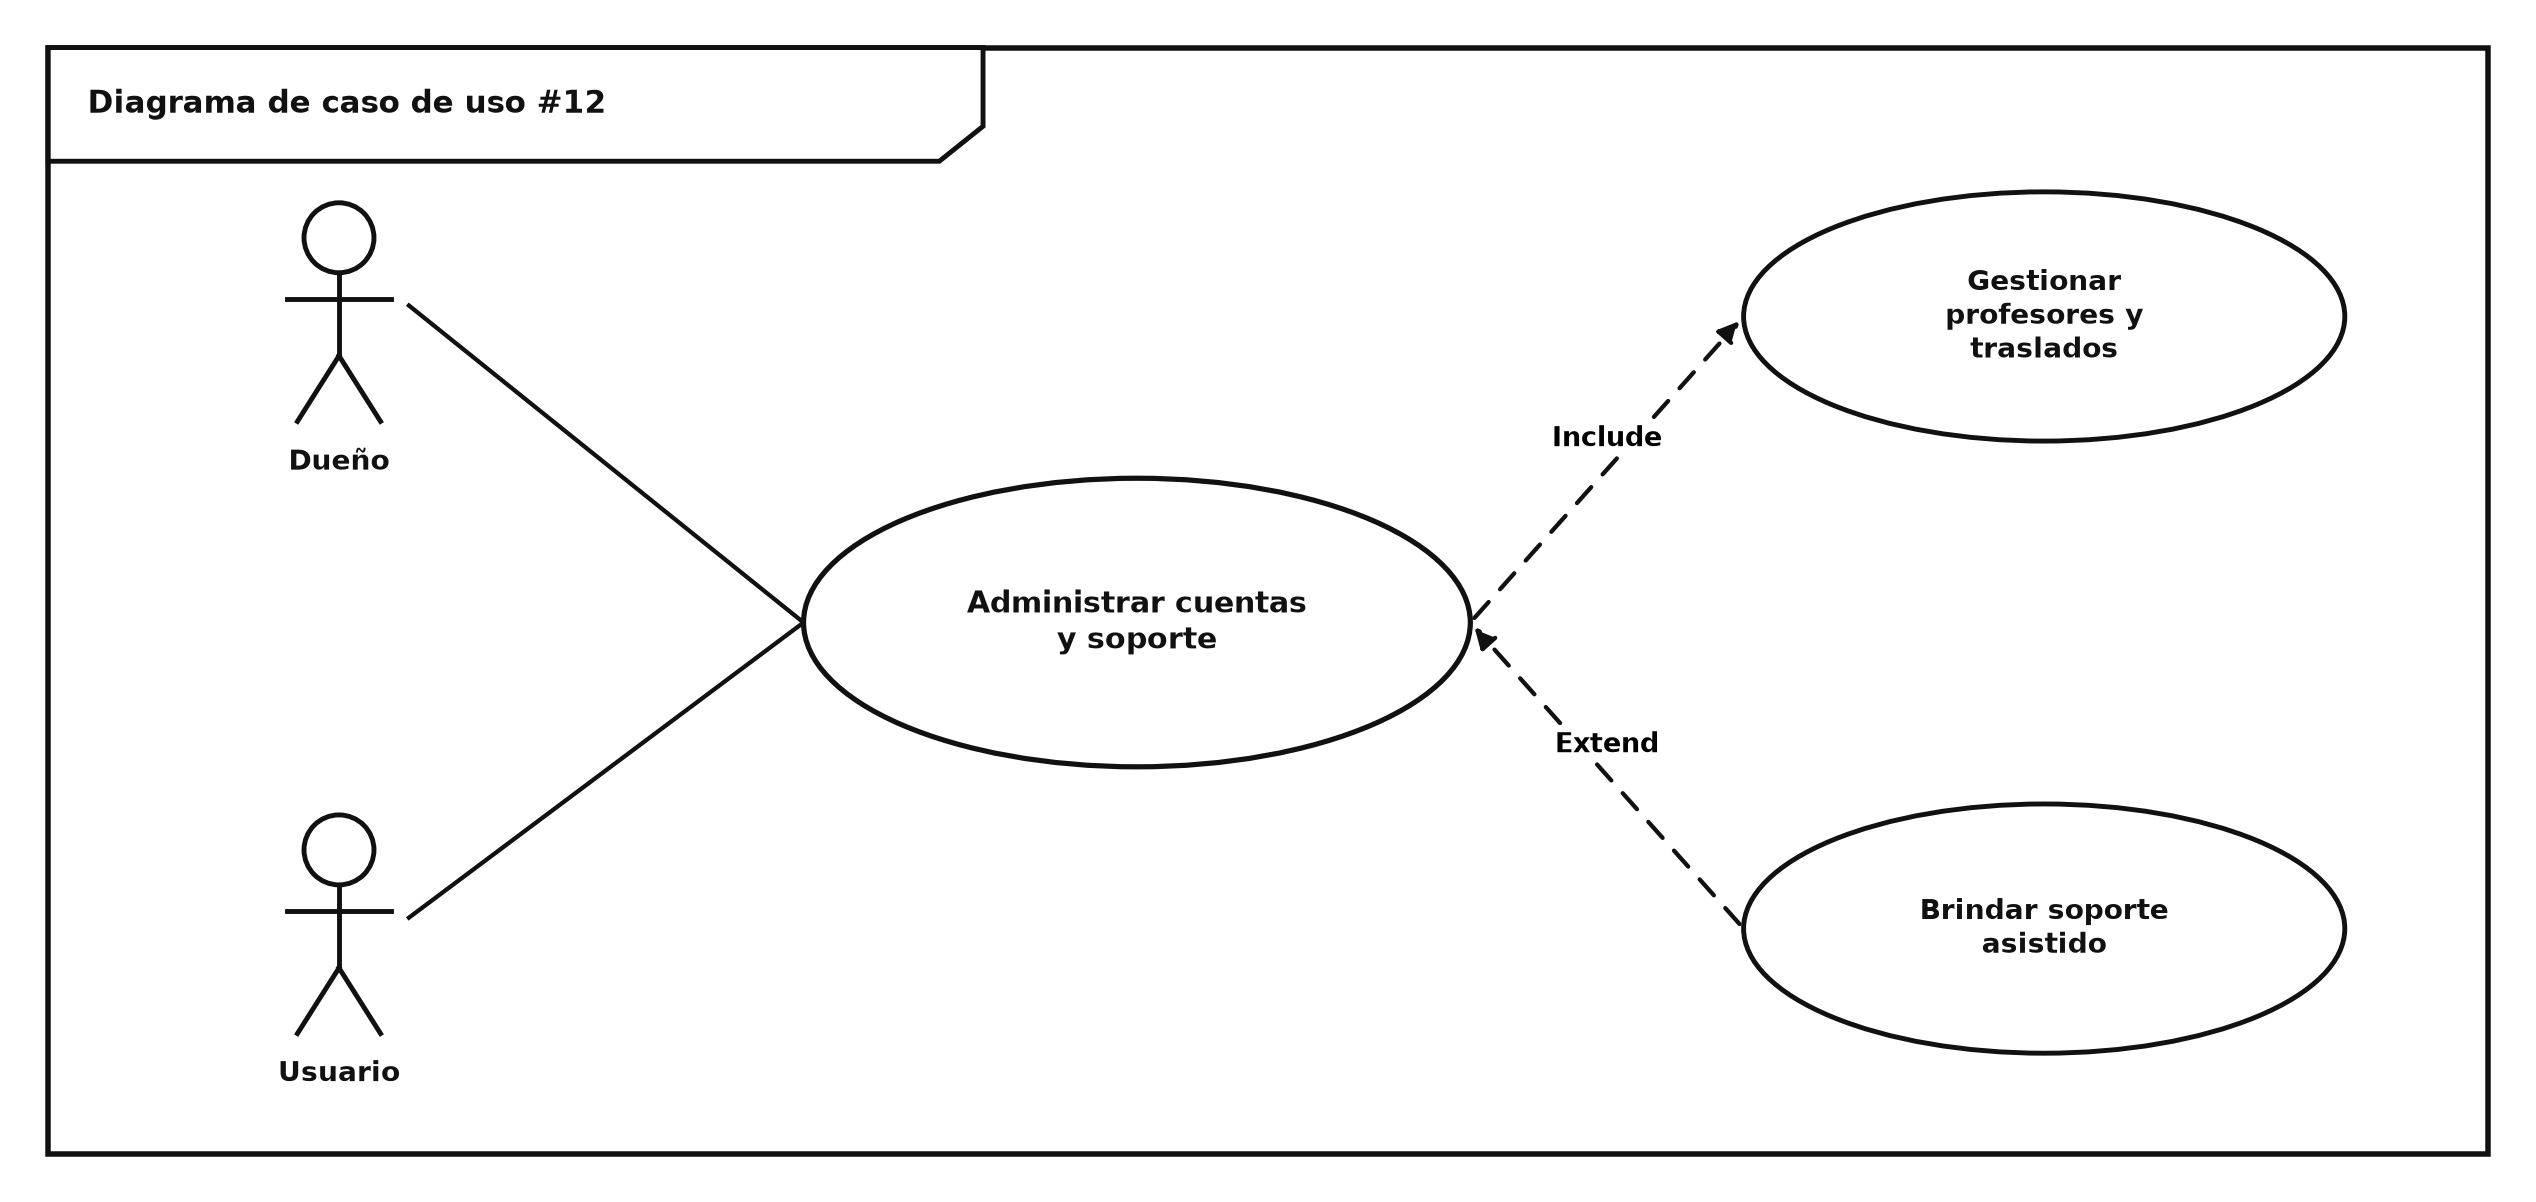 Diagrama de caso de uso #12
Dueño
Gestionar
profesores y
traslados
Include
Administrar cuentas
y soporte
Extend
Brindar soporte
asistido
Usuario